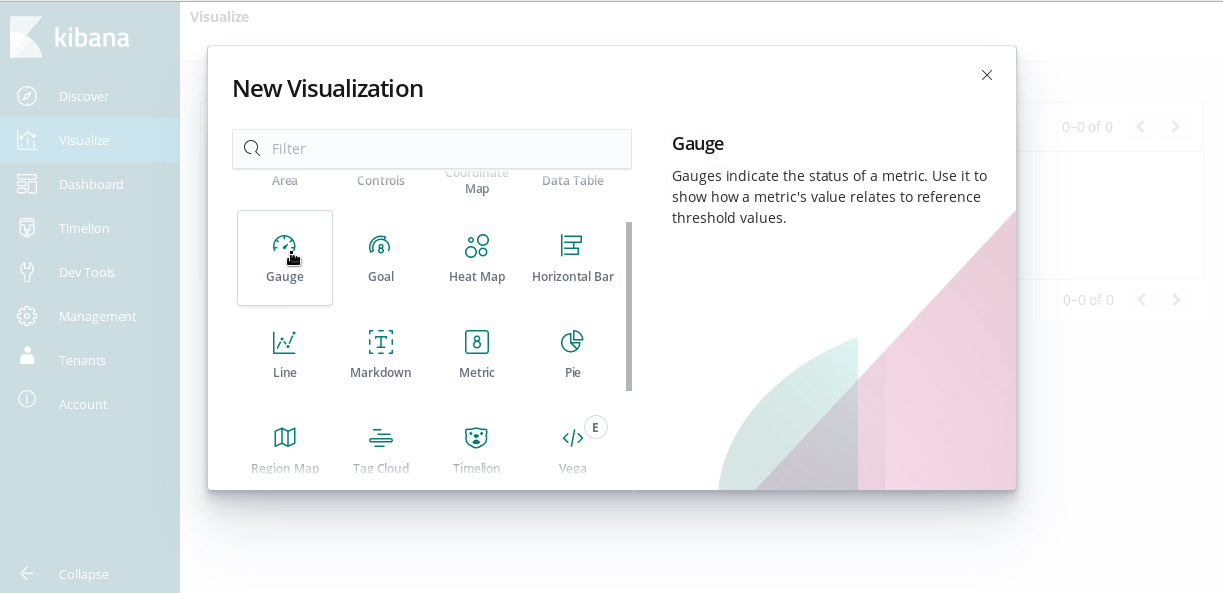 Visualize
kibana
New Visualization
Discover
Filter
Gauge
0–0 of 0
Visualize
Gauges indicate the status of a metric. Use it to
show how a metric's value relates to reference
threshold values.
Area
Controls
Coordinate
Map
Data Table
Dashboard
Timelion
Dev Tools
Management
Tenants
Account
Collapse
Gauge
8
Goal
Heat Map
Horizontal Bar
0–0 of 0
Line
T
Markdown
8
Metric
Pie
E
Region Map
Tag Cloud
Timelion
Vega